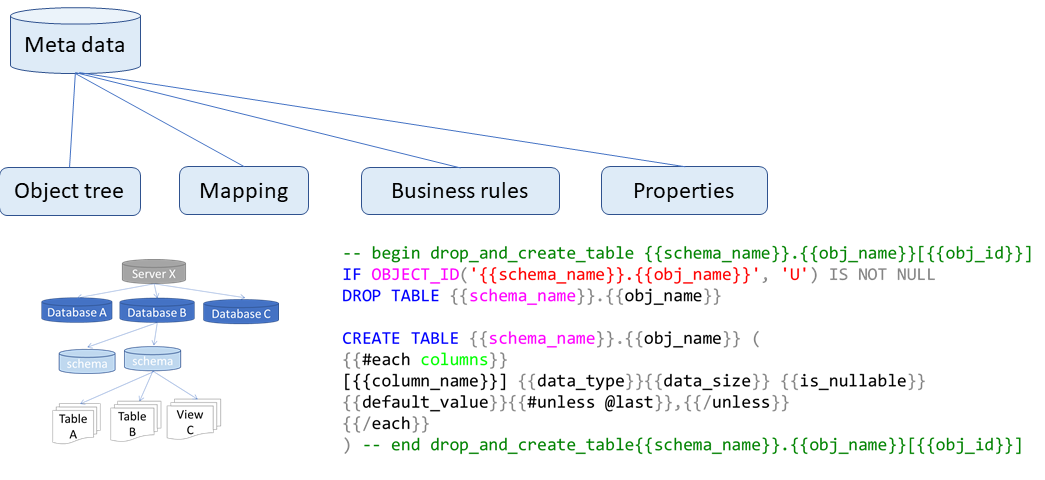 Meta data
Object tree
Mapping
Business rules
Properties
Server X
Database A
Database B
Database C
schema
schema
Table
A
Table
B
View
C
-- begin drop_and_create_table {{schema_name}}.{{obj_name}}[{{obj_id}}]
IF OBJECT_ID('{{schema_name}}.{{obj_name}}', 'U') IS NOT NULL
DROP TABLE {{schema_name}}.{{obj_name}}
CREATE TABLE {{schema_name}}.{{obj_name}} (
{{#each columns}}
[{{column_name}}] {{data_type}}{{data_size}} {{is_nullable}}
{{default_value}}{{#unless @last}},{{/unless}}
{{/each}}
) -- end drop_and_create_table{{schema_name}}.{{obj_name}}[{{obj_id}}]